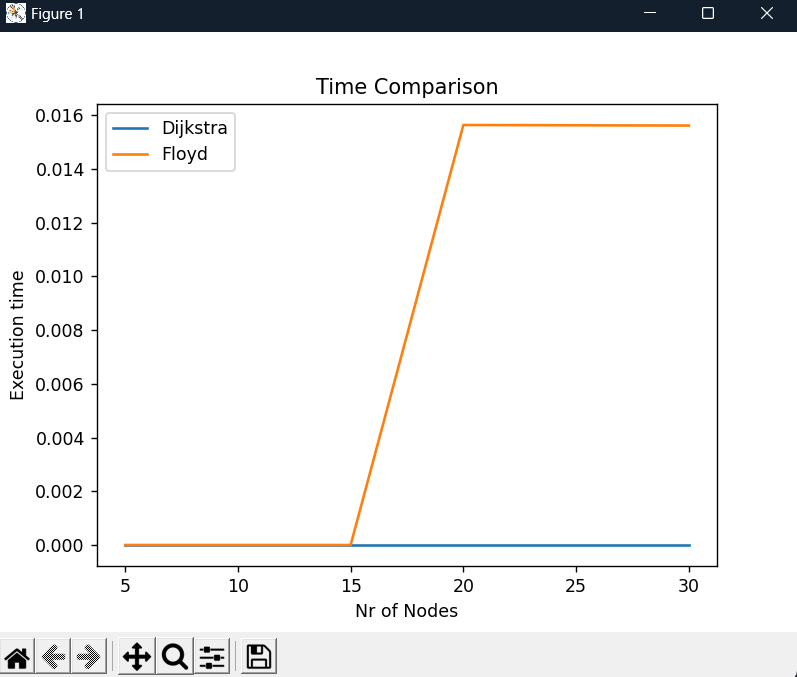 Figure 1
Time Comparison
Dijkstra
Floyd
0.016
0.014
0.012
0.010
0.008
0.006
0.004
0.002
0.000
Execution time
5 10 15 20 25 30
Nr of Nodes